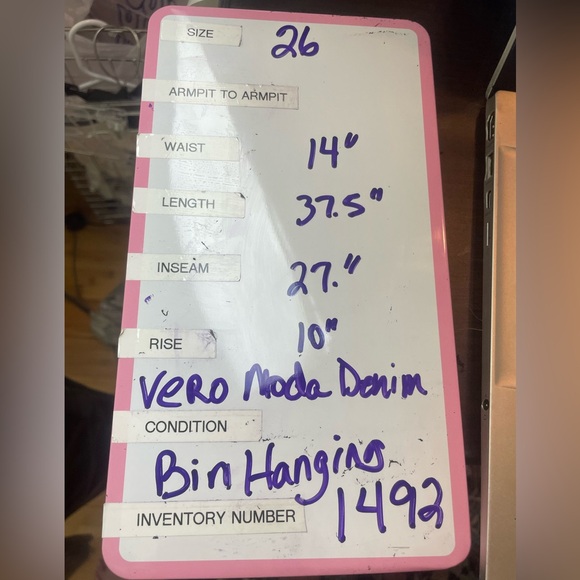 SIZE 26
ARMPIT TO ARMPIT
WAIST 14"
LENGTH 37.5"
INSEAM 27."
RISE 10"
VERO Moda Denim
CONDITION
Bin Hanging
INVENTORY NUMBER 1492